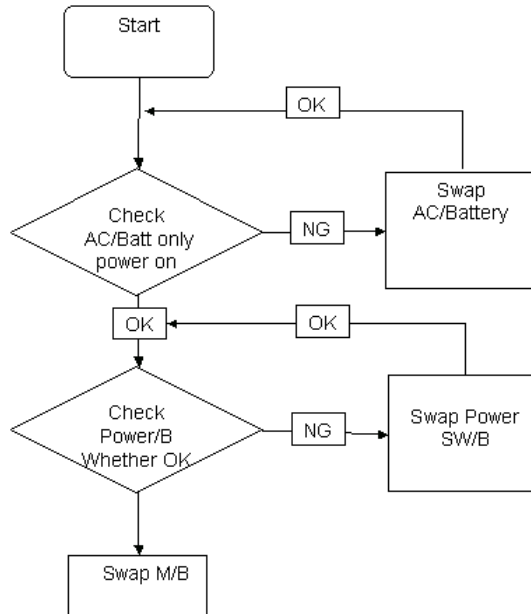 Start
OK
Swap
AC/Battery
Check
AC/Batt only
power on
NG
OK
OK
Check
Power/B
Whether OK
NG
Swap Power
SW/B
Swap M/B